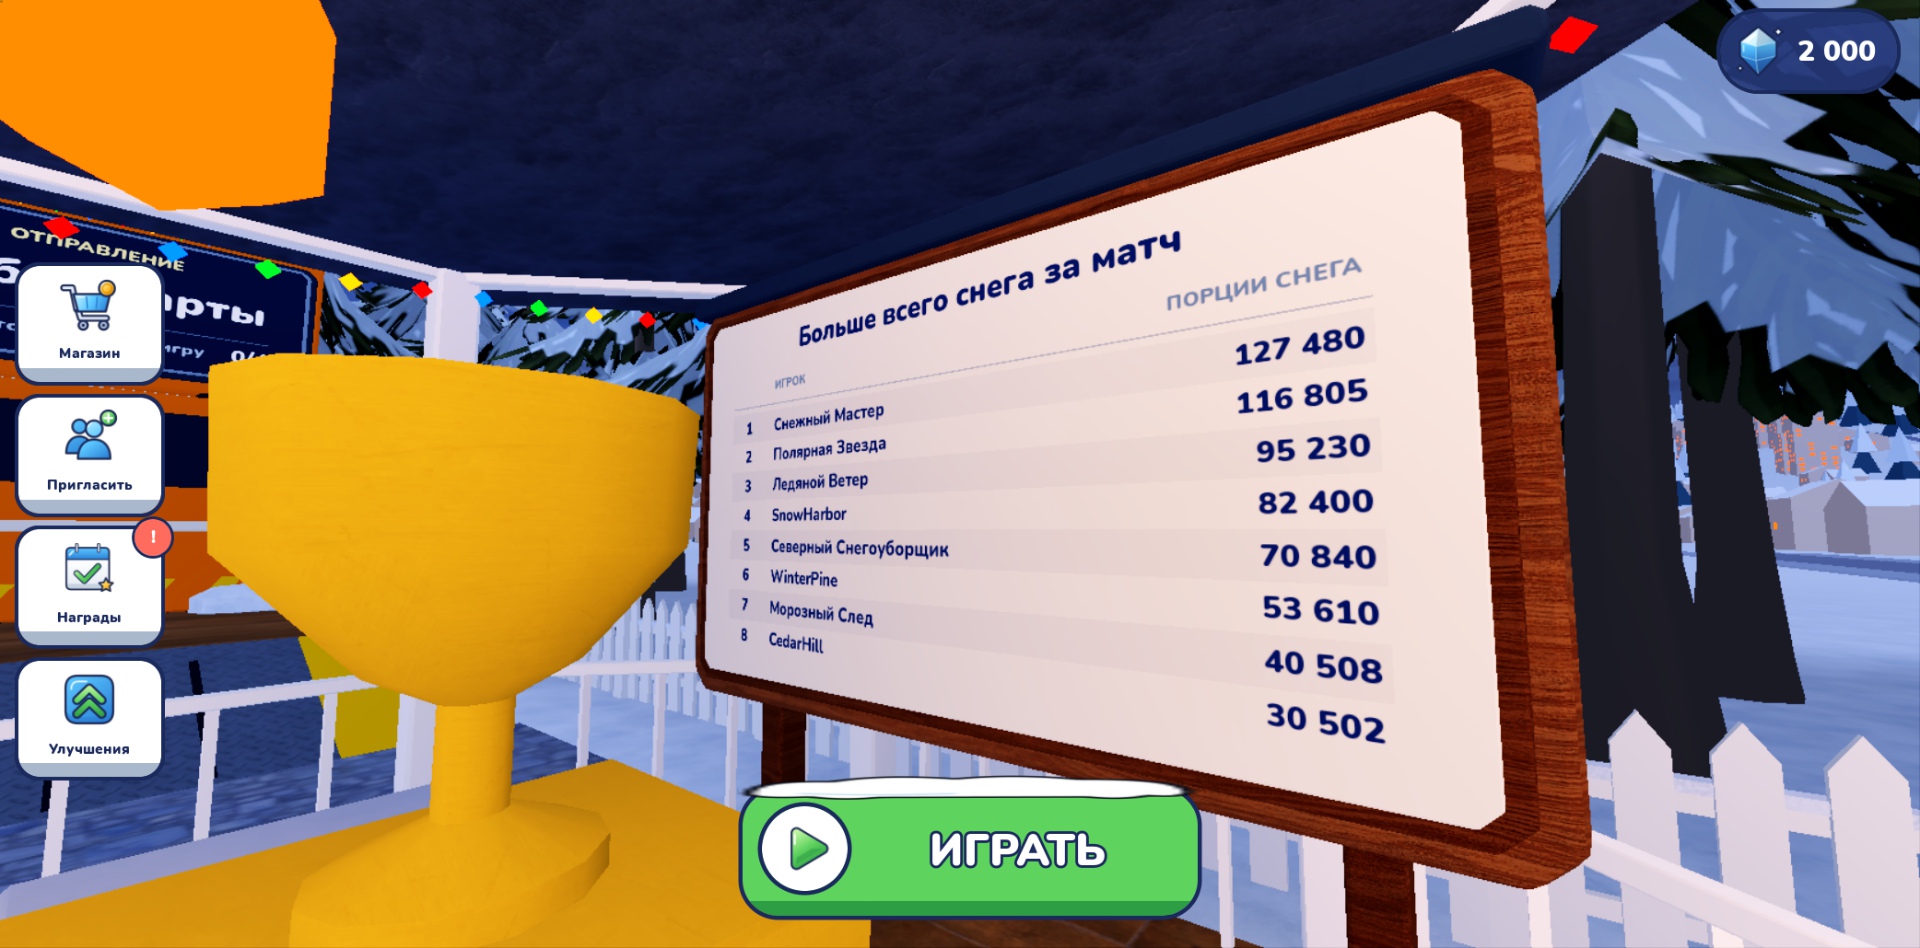 2 000
ОТПРАВЛЕНИЕ
Магазин
Пригласить
!
Награды
Улучшения
Больше всего снега за матч
ИГРОК ПОРЦИИ СНЕГА
1 Снежный Мастер 127 480
2 Полярная Звезда 116 805
3 Ледяной Ветер 95 230
4 SnowHarbor 82 400
5 Северный Снегоуборщик 70 840
6 WinterPine 53 610
7 Морозный След 40 508
8 CedarHill 30 502
ИГРАТЬ